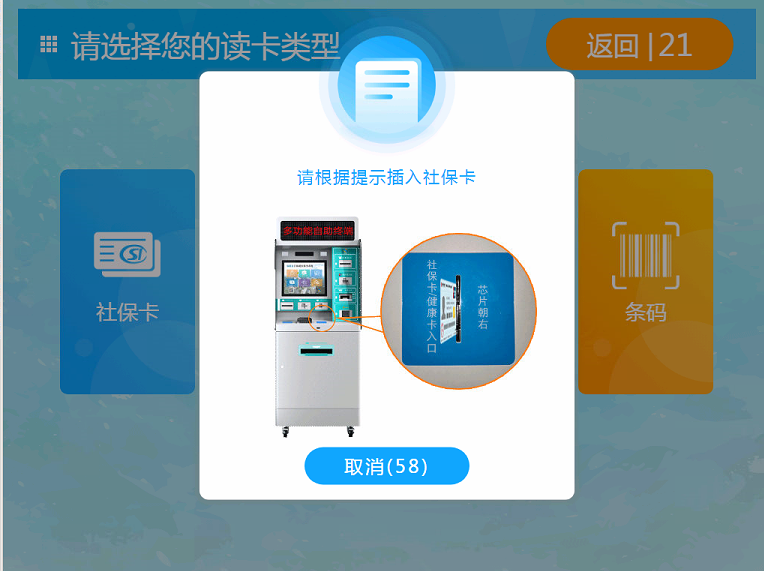 请选择您的读卡类型
返回|21
请根据提示插入社保卡
多功能自助终端
社保卡健康卡入口
芯片朝右
社保卡
条码
取消(58)